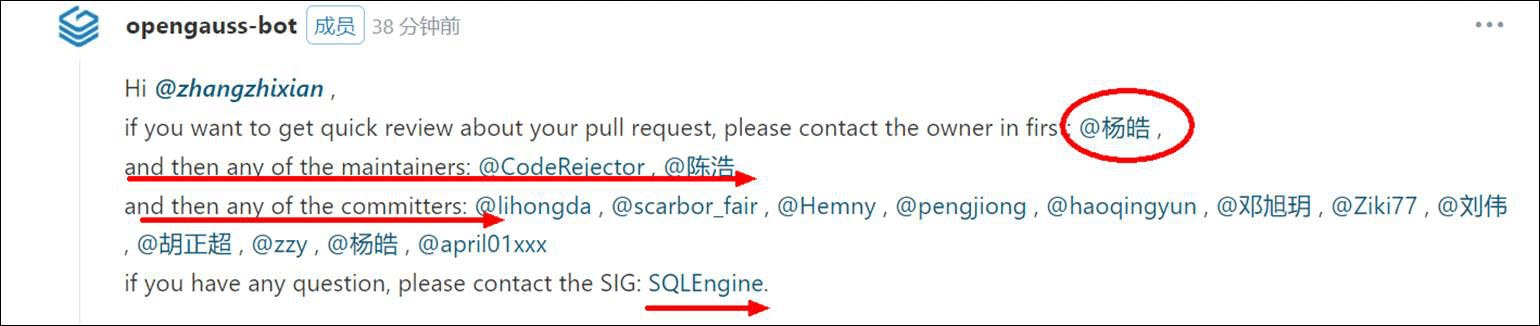 opengauss-bot 成员 38 分钟前
Hi @zhangzhixian ,
if you want to get quick review about your pull request, please contact the owner in first: @杨皓 ,
and then any of the maintainers: @CodeRejector , @陈浩
and then any of the committers: @lihongda , @scarbor_fair , @Hemny , @pengjiong , @haoqingyun , @邓旭玥 , @Ziki77 , @刘伟
, @胡正超 , @zzy , @杨皓 , @april01xxx
if you have any question, please contact the SIG: SQLEngine.